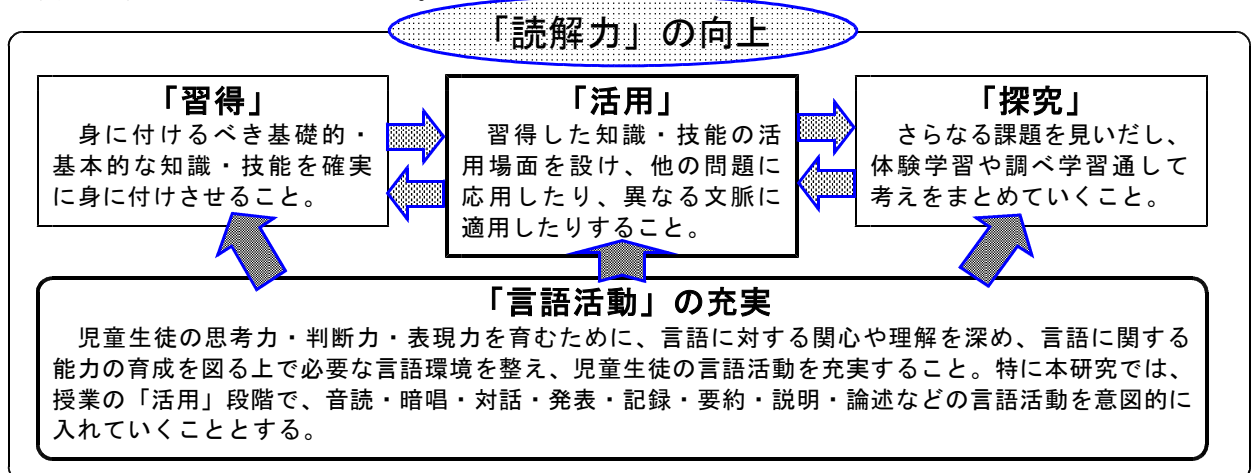 「読解力」の向上
「習得」
身に付けるべき基礎的・
基本的な知識・技能を確実
に身に付けさせること。
「活用」
習得した知識・技能の活
用場面を設け、他の問題に
応用したり、異なる文脈に
適用したりすること。
「探究」
さらなる課題を見いだし、
体験学習や調べ学習通して
考えをまとめていくこと。
「言語活動」の充実
児童生徒の思考力・判断力・表現力を育むために、言語に対する関心や理解を深め、言語に関する
能力の育成を図る上で必要な言語環境を整え、児童生徒の言語活動を充実すること。特に本研究では、
授業の「活用」段階で、音読・暗唱・対話・発表・記録・要約・説明・論述などの言語活動を意図的に
入れていくこととする。